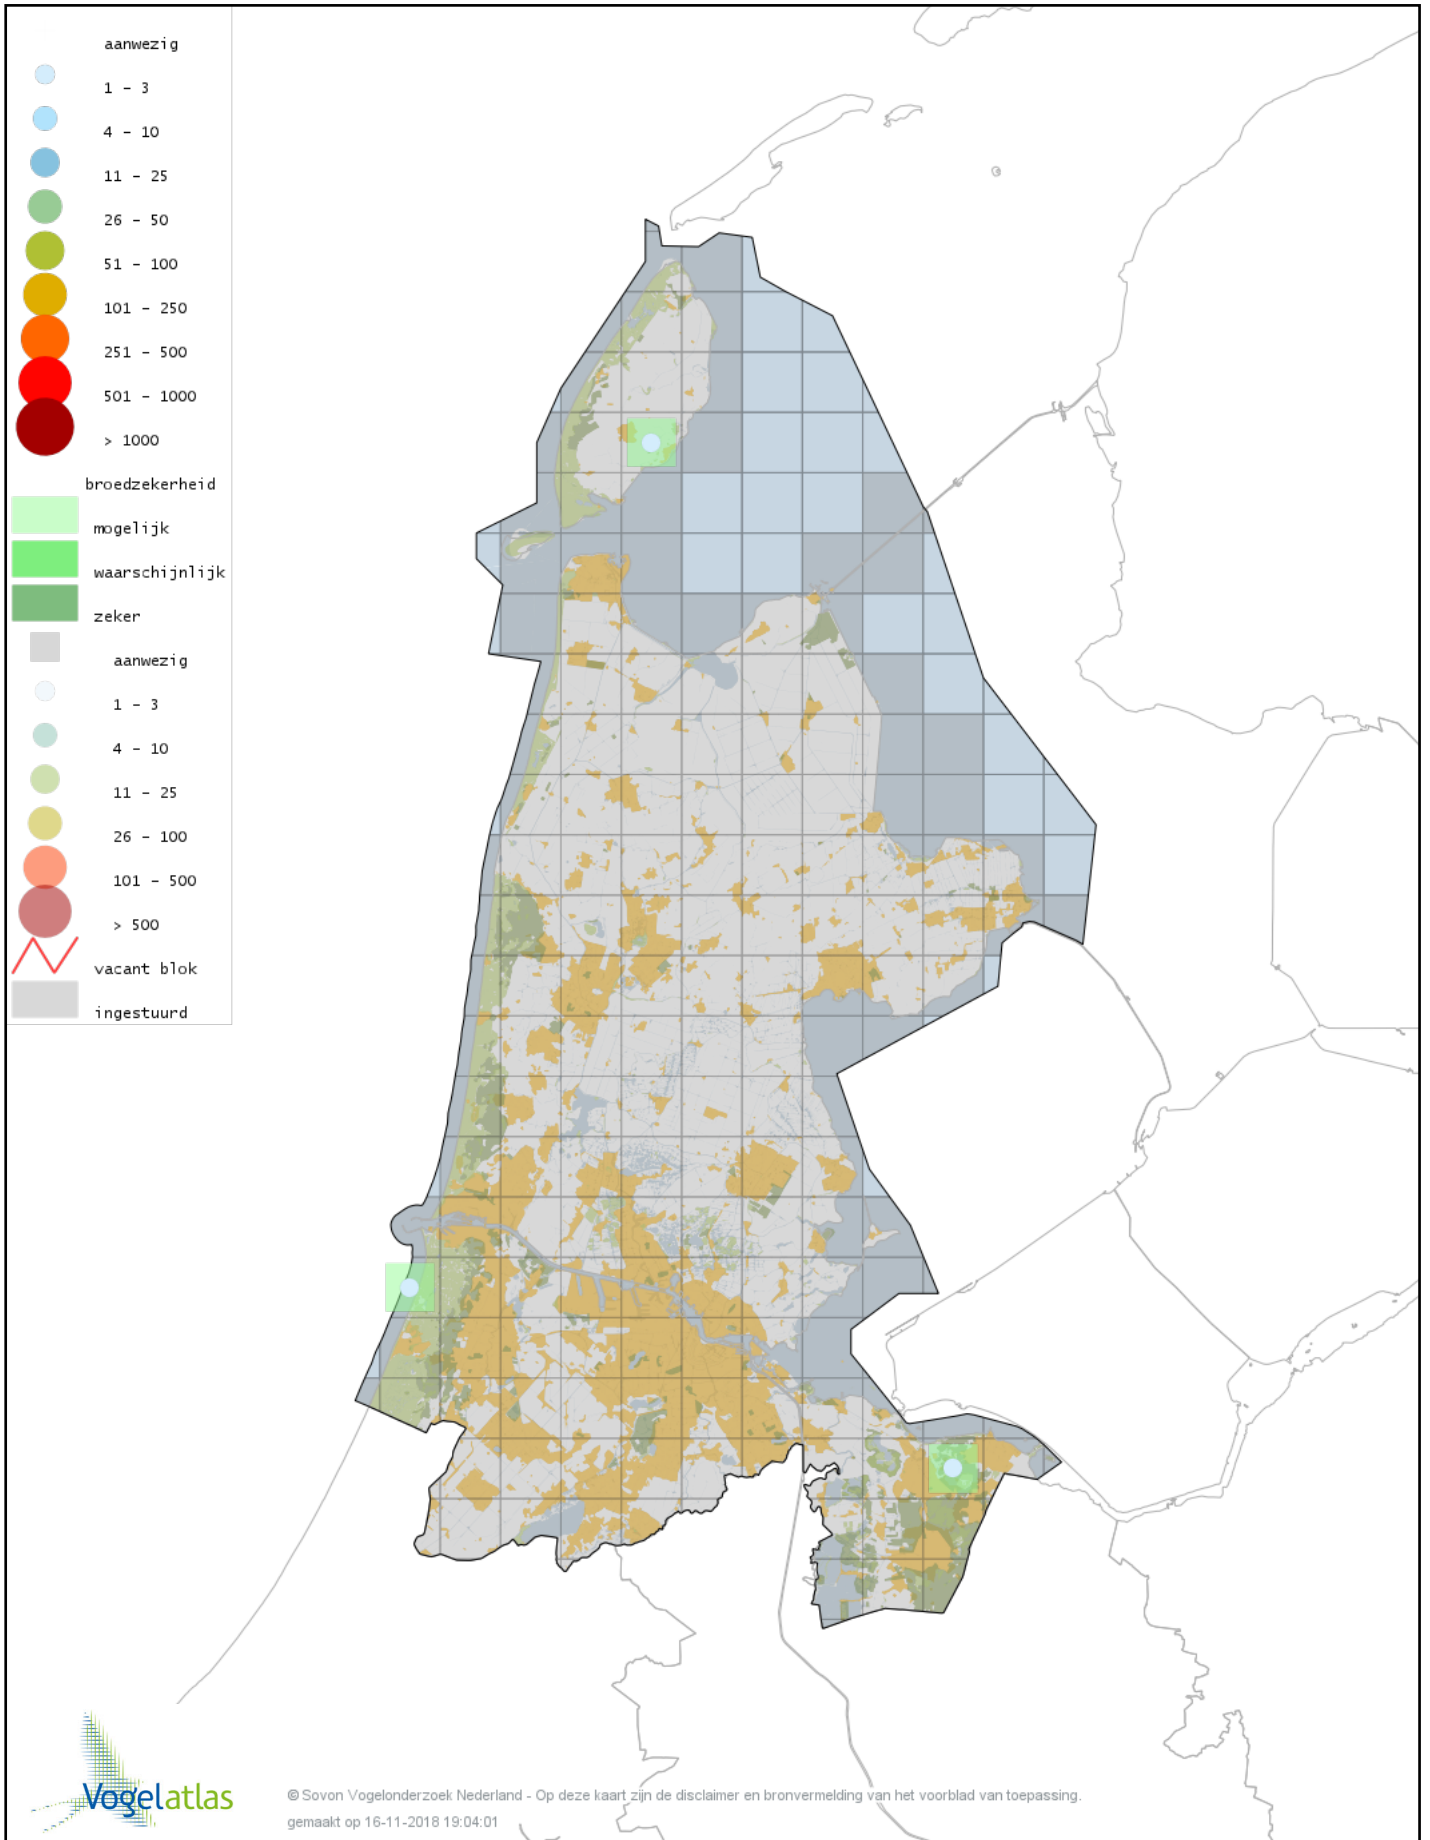 aanwezig
1 - 3
4 - 10
11 - 25
26 - 50
51 - 100
101 - 250
251 - 500
501 - 1000
> 1000
broedzekerheid
mogelijk
waarschijnlijk
zeker
aanwezig
1 - 3
4 - 10
11 - 25
26 - 100
101 - 500
> 500
vacant blok
ingestuurd
Vogelatlas
© Sovon Vogelonderzoek Nederland - Op deze kaart zijn de disclaimer en bronvermelding van het voorblad van toepassing.
gemaakt op 16-11-2018 19:04:01